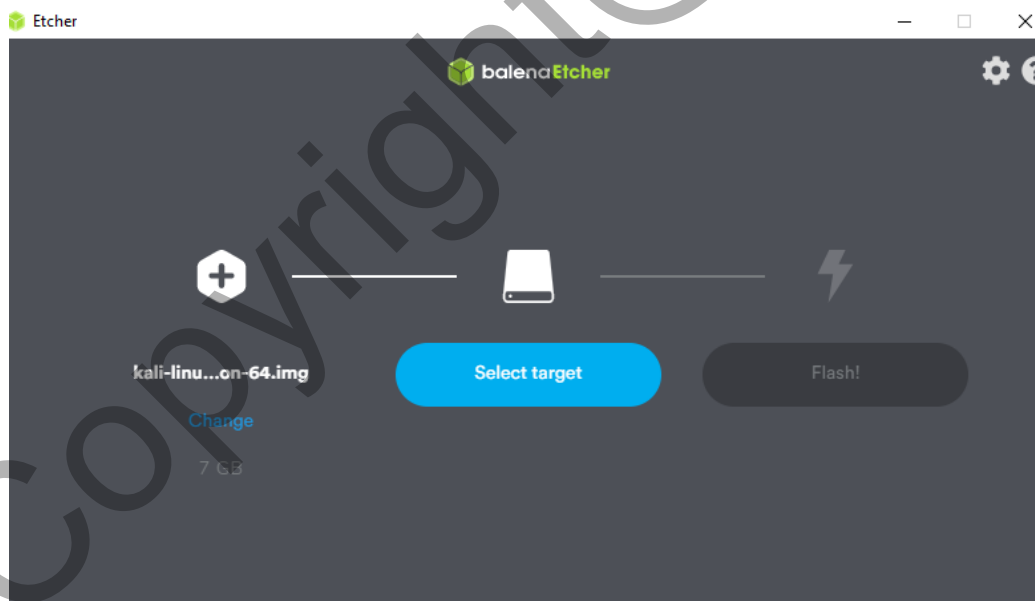 Etcher
balenaEtcher
kali-linu...on-64.img
Select target
Flash!
Change
7 GB
Copyright